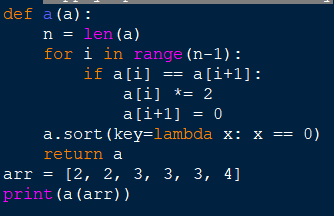 def a(a):
    n = len(a)
    for i in range(n-1):
        if a[i] == a[i+1]:
            a[i] *= 2
            a[i+1] = 0
    a.sort(key=lambda x: x == 0)
    return a
arr = [2, 2, 3, 3, 3, 4]
print(a(arr))